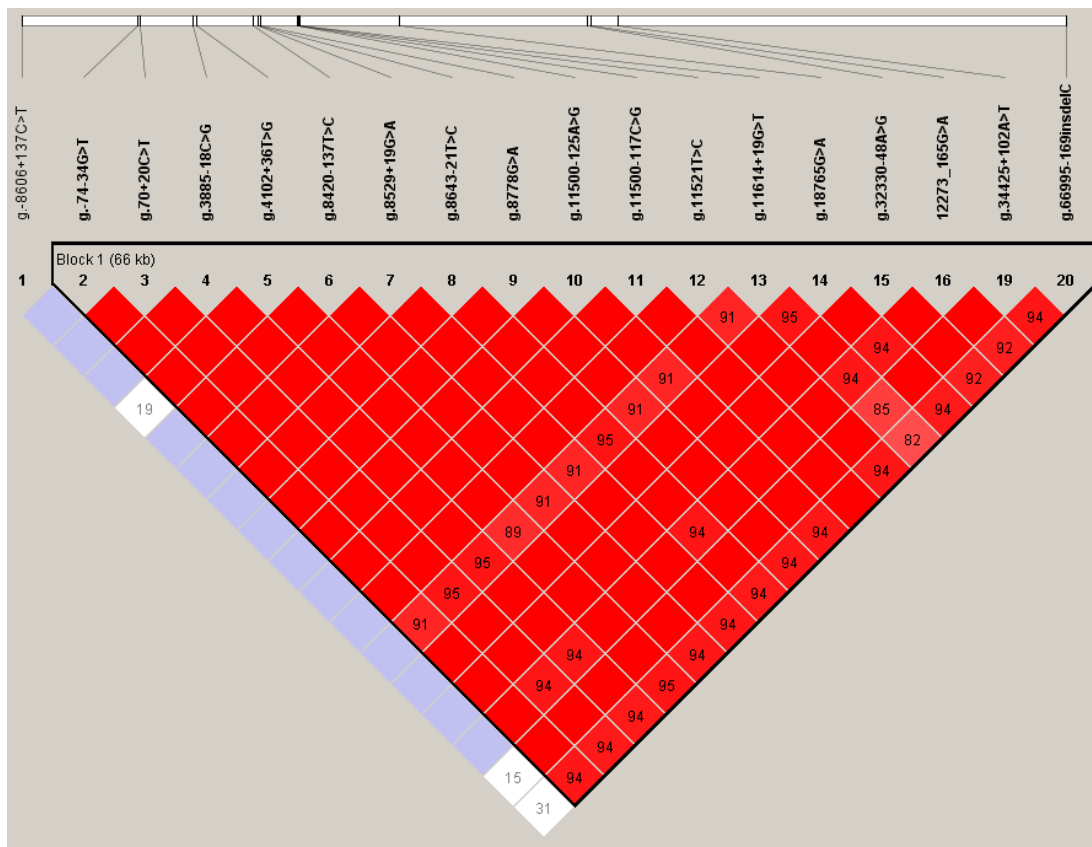 g.-8606+137C>T
g.-74-34G>T
g.70+20C>T
g.3885-18C>G
g.4102+36T>G
g.8420-137T>C
g.8529+19G>A
g.8643-21T>C
g.8778G>A
g.11500-125A>G
g.11500-117C>G
g.11521T>C
g.11614+19G>T
g.18765G>A
g.32330-48A>G
12273_165G>A
g.34425+102A>T
g.66995-169insdelC
Block 1 (66 kb)
1 2 3 4 5 6 7 8 9 10 11 12 13 14 15 16 19 20
91 95 94
94 92
91 94 92
19 91 85 94
95 82
91 94
91
89 94 94
95 94
95 94
91 94
94 94
94 95
94
94
15 94
31